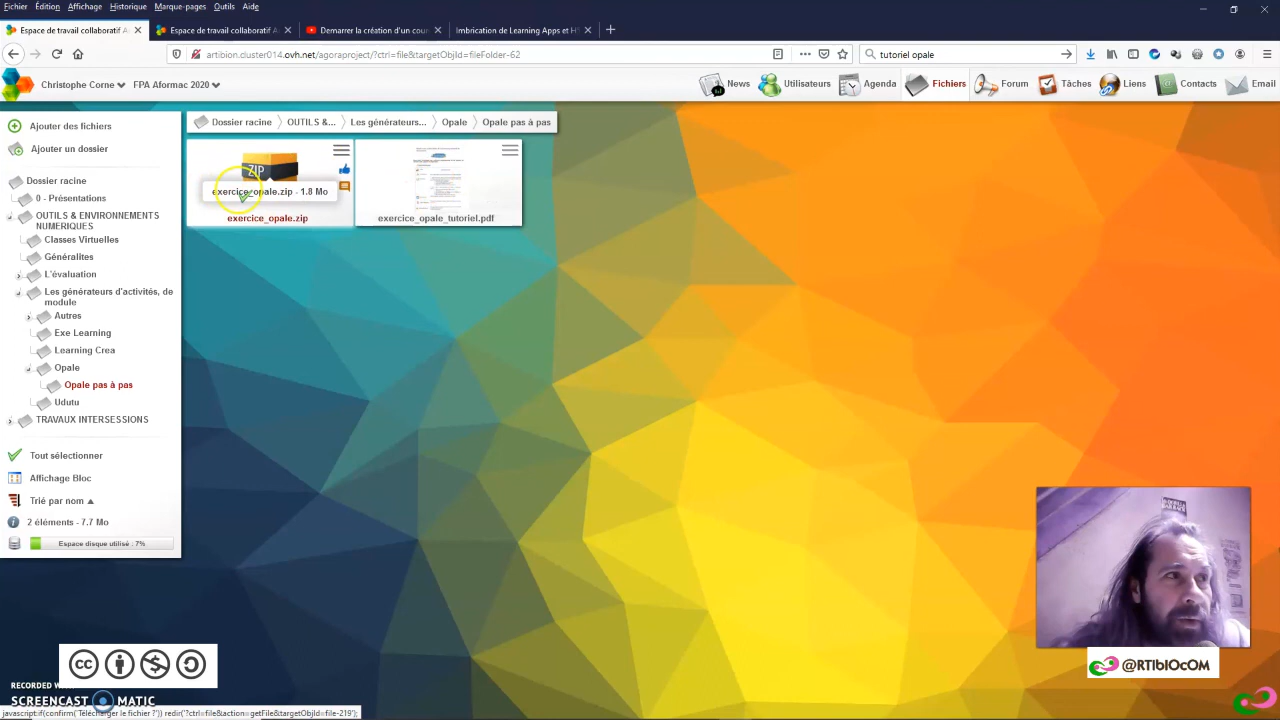 Fichier Édition Affichage Historique Marque-pages Outils Aide
Espace de travail collaboratif A
Espace de travail collaboratif A
Demarrer la création d'un cour
Imbrication de Learning Apps et H
artibion.cluster014.ovh.net/agoraproject/?ctrl=file&targetObjId=fileFolder-62
tutoriel opale
Christophe Corne
FPA Aformac 2020
News
Utilisateurs
Agenda
Fichiers
Forum
Tâches
Liens
Contacts
Email
Ajouter des fichiers
Ajouter un dossier
Dossier racine
0 - Présentations
OUTILS & ENVIRONNEMENTS
NUMERIQUES
Classes Virtuelles
Généralites
L'évaluation
Les générateurs d'activités, de
module
Autres
Exe Learning
Learning Crea
Opale
Opale pas à pas
Udutu
TRAVAUX INTERSESSIONS
Tout sélectionner
Affichage Bloc
Trié par nom
2 éléments - 7.7 Mo
Espace disque utilisé : 7%
Dossier racine
OUTILS &...
Les générateurs...
Opale
Opale pas à pas
ZIP
exercice_opale.zip - 1.8 Mo
exercice_opale.zip
exercice_opale_tutoriel.pdf
@RTIBIOCOM
cc
RECORDED W
SCREENCAST MATIC
javascript:if(confirm('Télécharger le fichier ?')) redir('?ctrl=file&action=getFile&targetObjId=file-219');